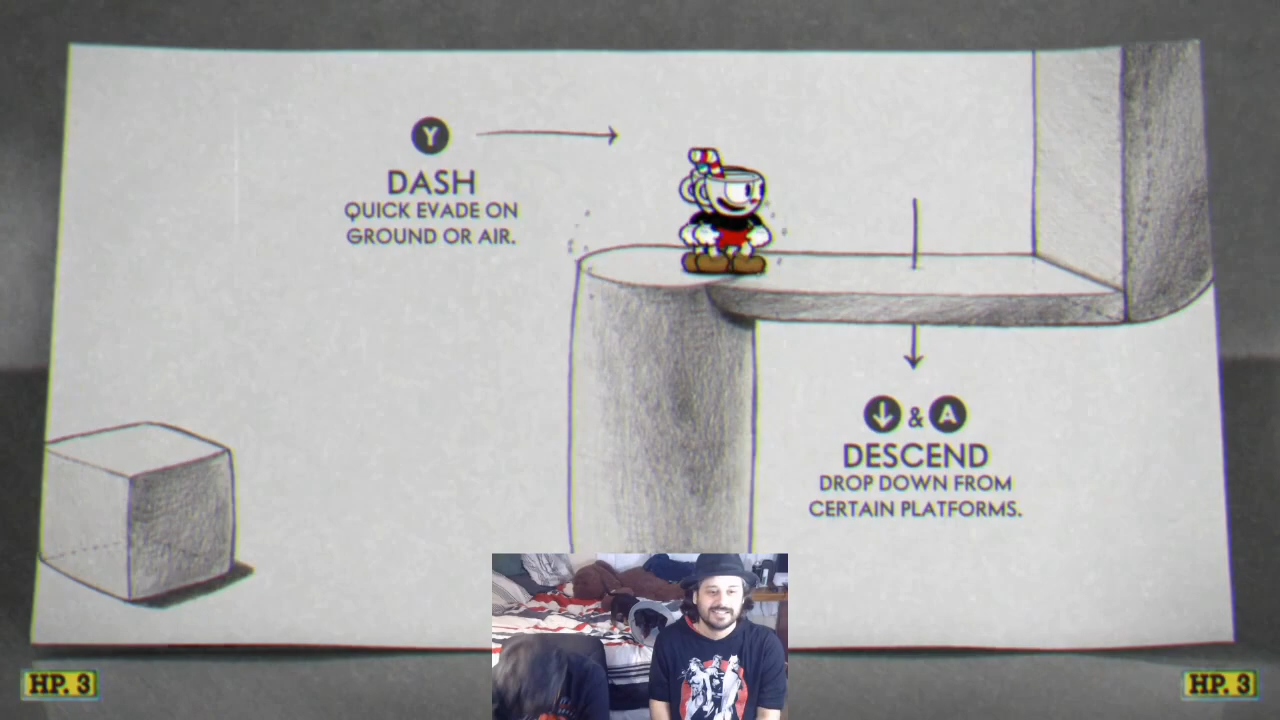 Y
DASH
QUICK EVADE ON
GROUND OR AIR.
↓ & A
DESCEND
DROP DOWN FROM
CERTAIN PLATFORMS.
HP. 3
HP. 3